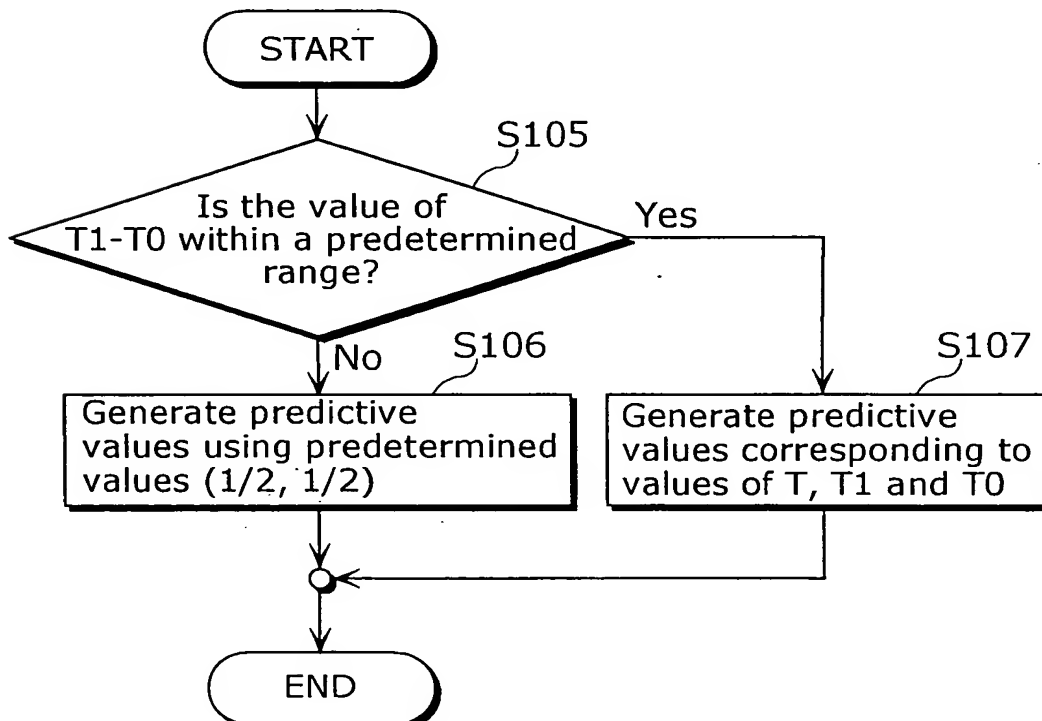 START
S105
Is the value of
T1-T0 within a predetermined
range?
Yes
No
S106
Generate predictive
values using predetermined
values (1/2, 1/2)
S107
Generate predictive
values corresponding to
values of T, T1 and T0
END